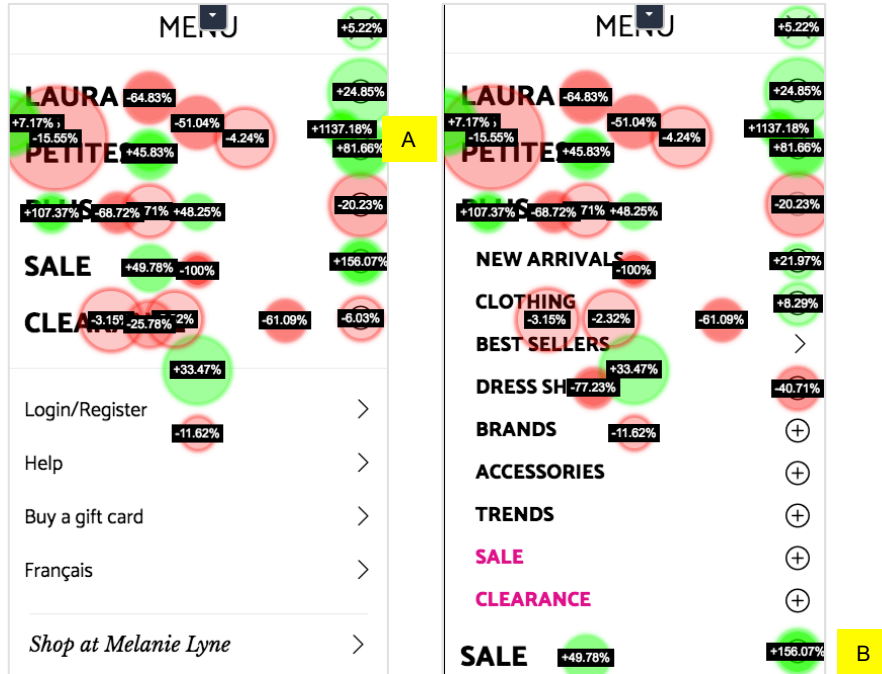 MENU
+5.22%
LAURA
-64.83%
+24.85%
+7.17%
-51.04%
+1137.18%
-15.55%
-4.24%
A
PETITES
+45.83%
+81.66%
+107.37%
-68.72%
71%
+48.25%
-20.23%
SALE
+49.78%
-100%
+156.07%
-3.15%
-25.78%
-61.09%
-6.03%
+33.47%
Login/Register
-11.62%
Help
Buy a gift card
Français
Shop at Melanie Lyne
MENU
+5.22%
LAURA
-64.83%
+24.85%
+7.17%
-51.04%
+1137.18%
-15.55%
-4.24%
PETITES
+45.83%
+81.66%
+107.37%
-68.72%
71%
+48.25%
-20.23%
NEW ARRIVALS
-100%
+21.97%
CLOTHING
+8.29%
-3.15%
-2.32%
-61.09%
BEST SELLERS
+33.47%
DRESS SH
-77.23%
-40.71%
BRANDS
-11.62%
ACCESSORIES
TRENDS
SALE
CLEARANCE
SALE
+49.78%
+156.07%
B